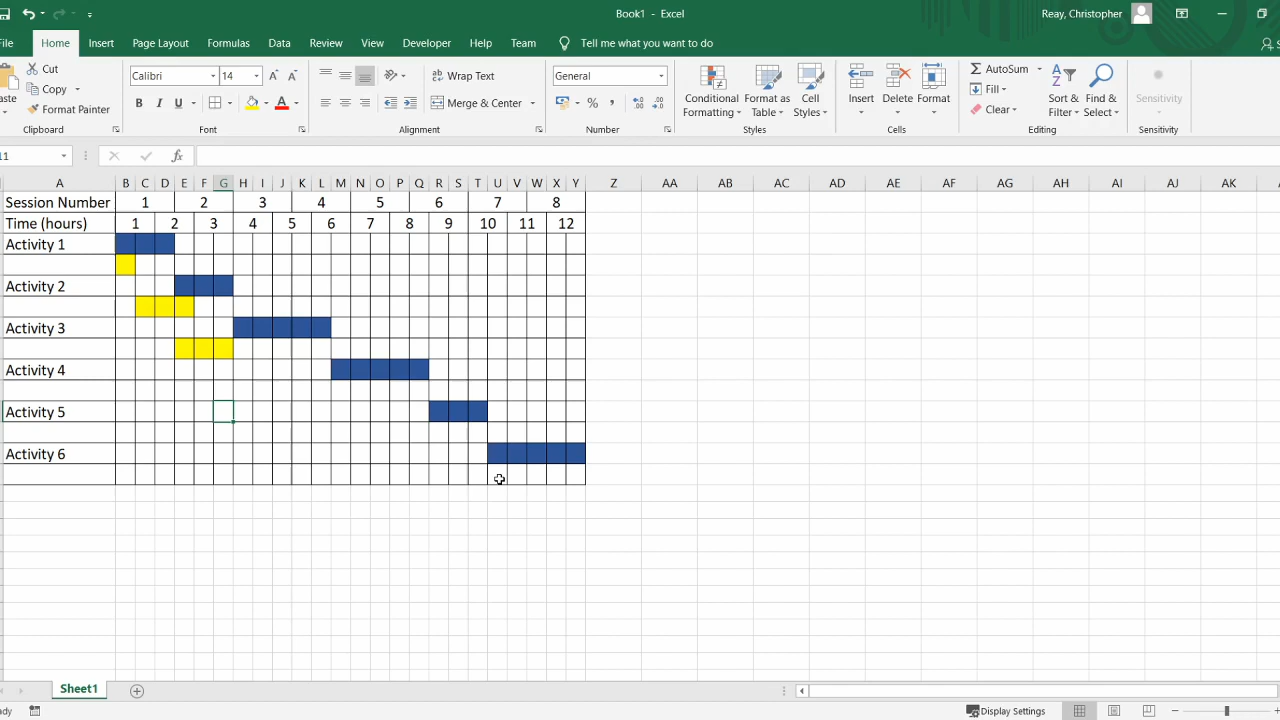 Book1 - Excel
Reay, Christopher
File Home Insert Page Layout Formulas Data Review View Developer Help Team Tell me what you want to do
Cut
Copy
Format Painter
Clipboard
Calibri 14
B I U
Font
Wrap Text
Merge & Center
Alignment
General
%
Number
Conditional Formatting
Format as Table
Cell Styles
Styles
Insert Delete Format
Cells
AutoSum
Fill
Clear
Sort & Filter
Find & Select
Editing
Sensitivity
Sensitivity
fx
A B C D E F G H I J K L M N O P Q R S T U V W X Y Z AA AB AC AD AE AF AG AH AI AJ AK
Session Number 1 2 3 4 5 6 7 8
Time (hours) 1 2 3 4 5 6 7 8 9 10 11 12
Activity 1
Activity 2
Activity 3
Activity 4
Activity 5
Activity 6
Sheet1
Display Settings